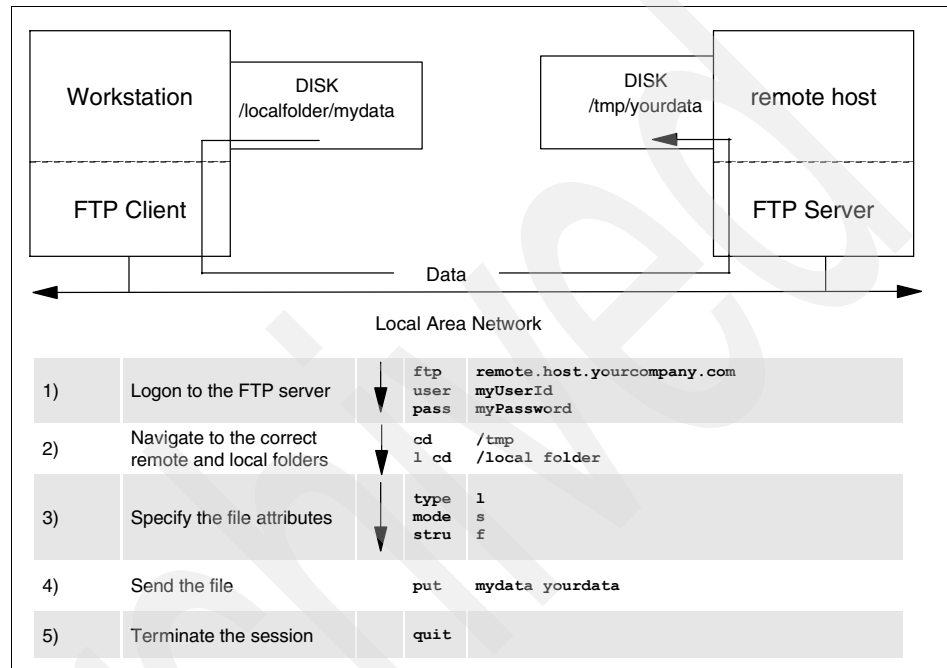 Workstation
DISK
/localfolder/mydata
DISK
/tmp/yourdata
remote host
FTP Client
FTP Server
Data
Local Area Network
1) Logon to the FTP server ftp remote.host.yourcompany.com
user myUserId
pass myPassword
2) Navigate to the correct remote and local folders cd /tmp
l cd /local folder
3) Specify the file attributes type l
mode s
stru f
4) Send the file put mydata yourdata
5) Terminate the session quit